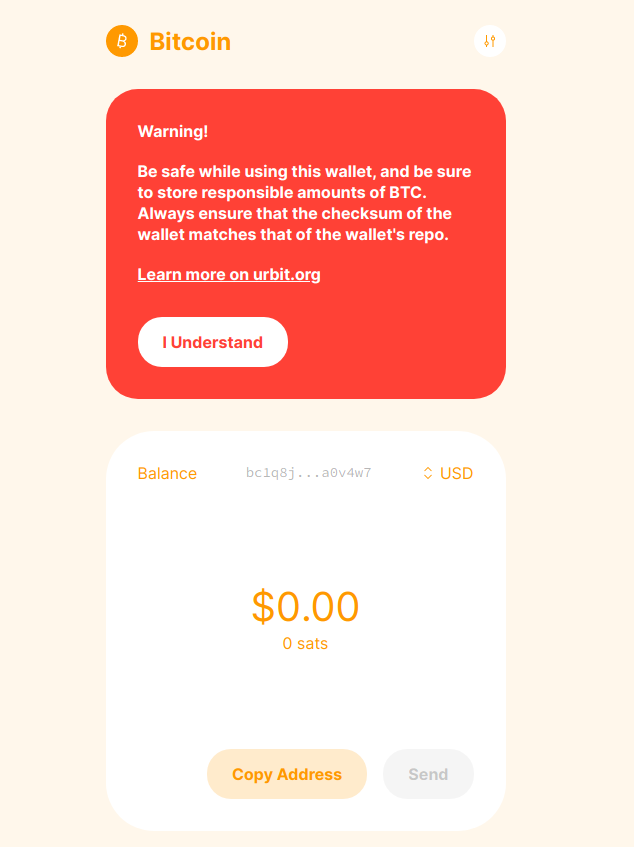 Bitcoin
Warning!
Be safe while using this wallet, and be sure
to store responsible amounts of BTC.
Always ensure that the checksum of the
wallet matches that of the wallet's repo.
Learn more on urbit.org
I Understand
Balance bc1q8j...a0v4w7 USD
$0.00
0 sats
Copy Address Send